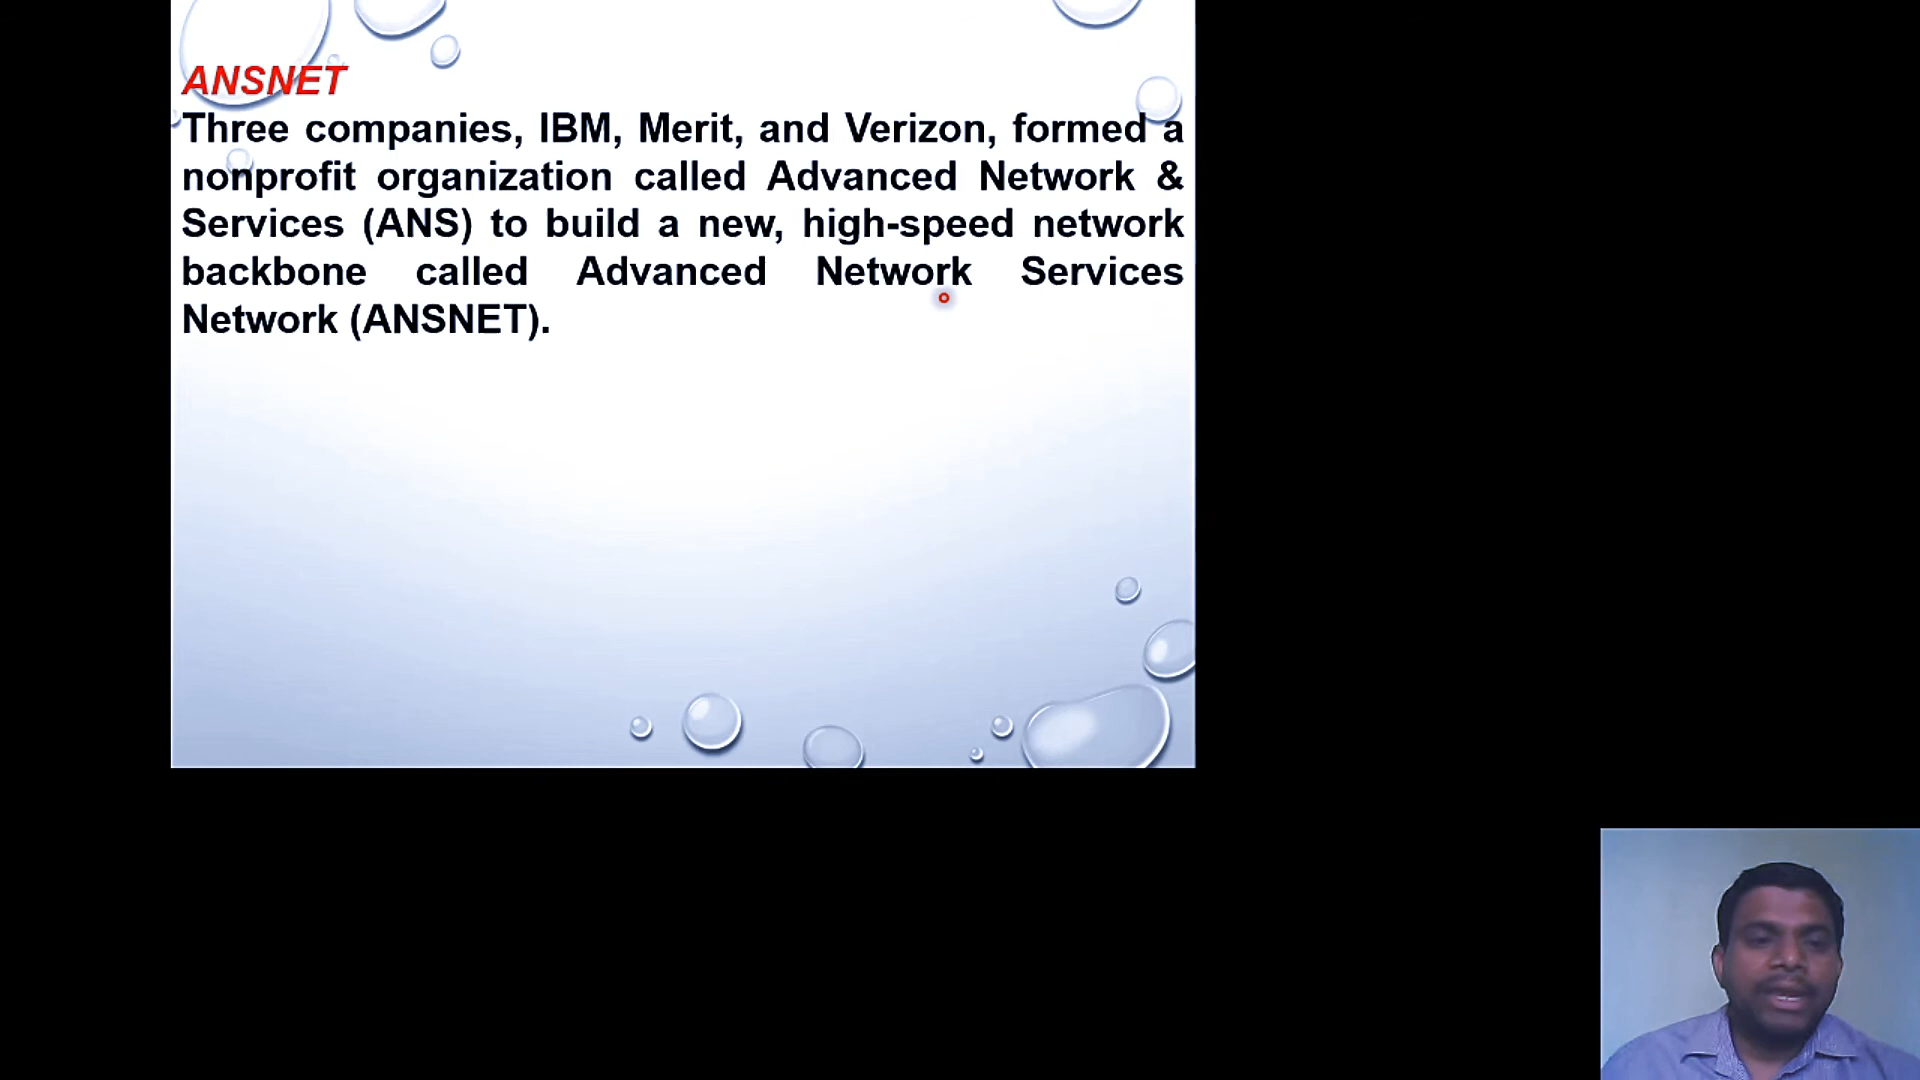 ANSNET
Three companies, IBM, Merit, and Verizon, formed a
nonprofit organization called Advanced Network &
Services (ANS) to build a new, high-speed network
backbone called Advanced Network Services
Network (ANSNET).